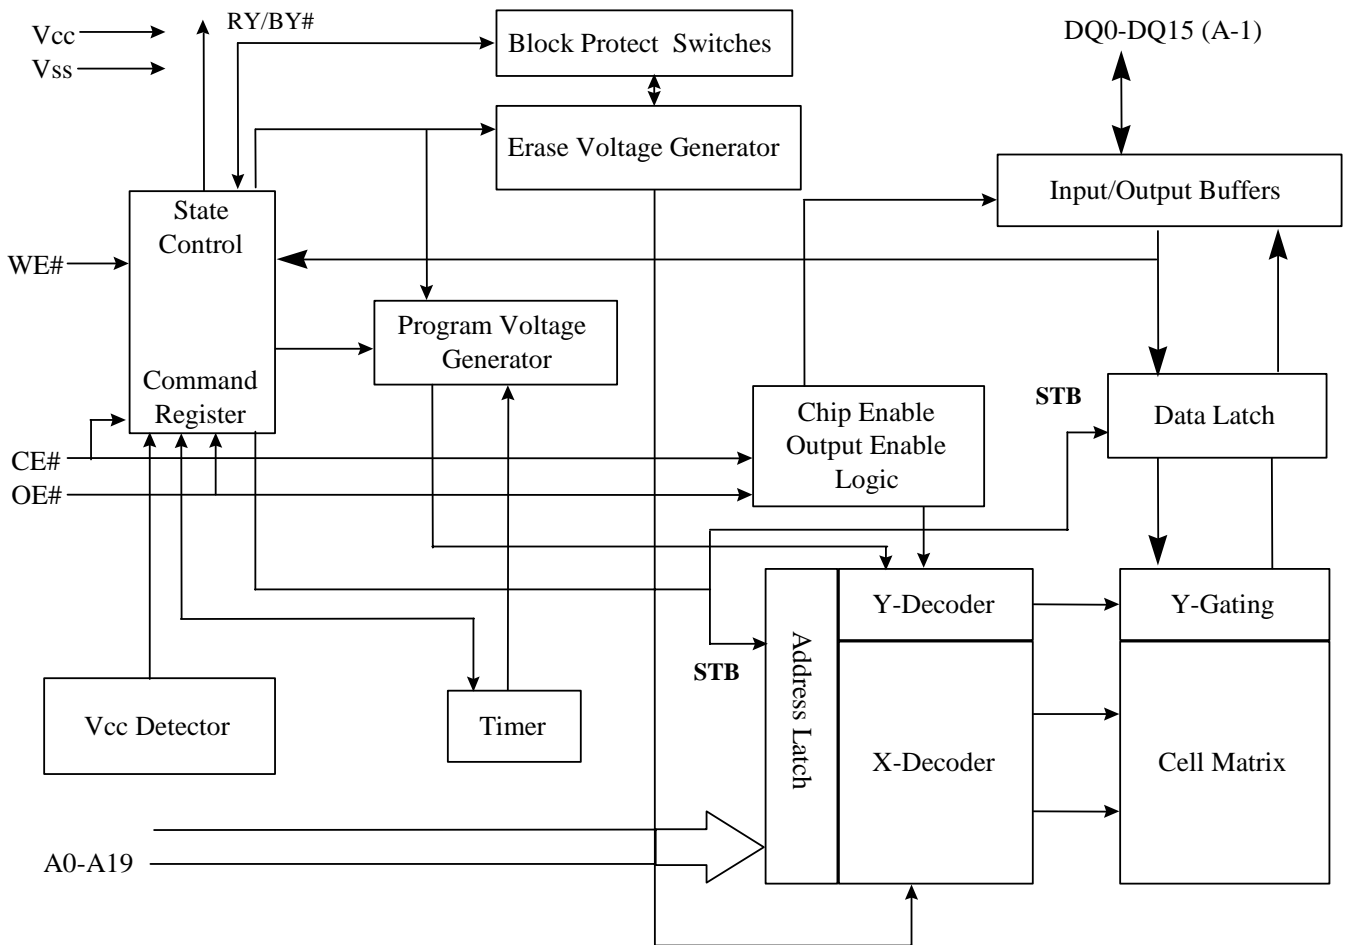 RY/BY#
Vcc
Vss
Block Protect Switches
DQ0-DQ15 (A-1)
Erase Voltage Generator
Input/Output Buffers
State
Control
WE#
Program Voltage
Generator
Command
Register
STB
Chip Enable
Output Enable
Logic
Data Latch
CE#
OE#
Y-Decoder
Y-Gating
Address Latch
STB
Vcc Detector
Timer
X-Decoder
Cell Matrix
A0-A19